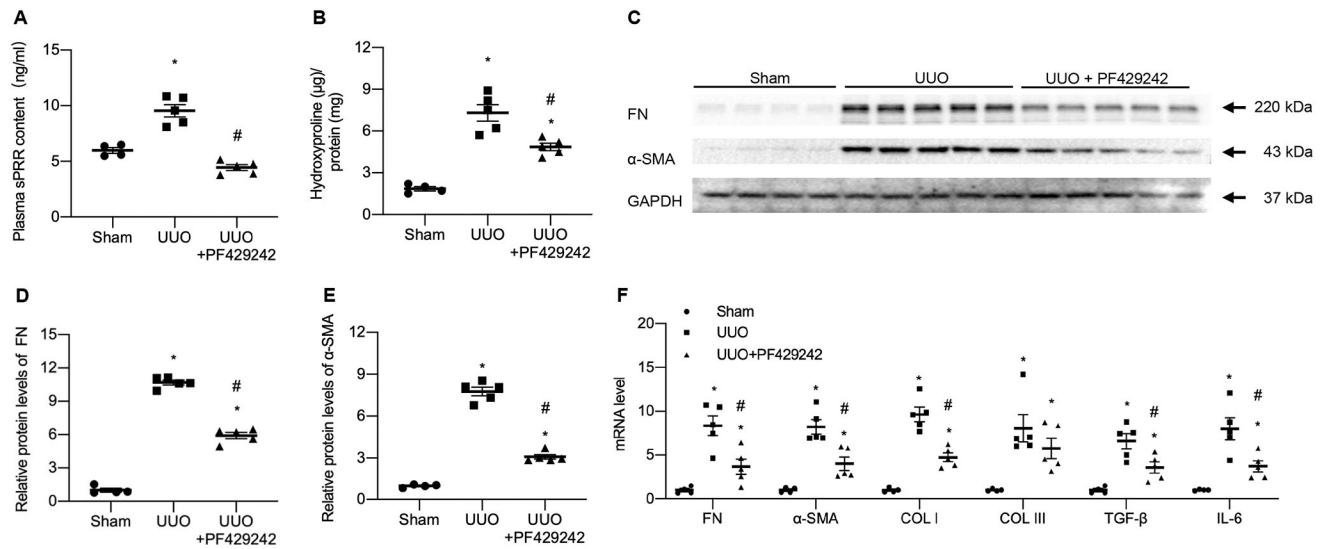 A
Plasma sPRR content (ng/ml)
15
10
5
0
*
#
Sham
UUO
UUO
+PF429242
B
Hydroxyproline (μg)/
protein (mg)
12
9
6
3
0
*
#
*
Sham
UUO
UUO
+PF429242
C
Sham
UUO
UUO + PF429242
FN
220 kDa
α-SMA
43 kDa
GAPDH
37 kDa
D
Relative protein levels of FN
15
12
9
6
3
0
*
#
*
Sham
UUO
UUO
+PF429242
E
Relative protein levels of α-SMA
12
9
6
3
0
*
#
*
Sham
UUO
UUO
+PF429242
F
Sham
UUO
UUO+PF429242
mRNA level
20
15
10
5
0
* # *
* # *
* # *
* *
* # *
* # *
FN
α-SMA
COL I
COL III
TGF-β
IL-6